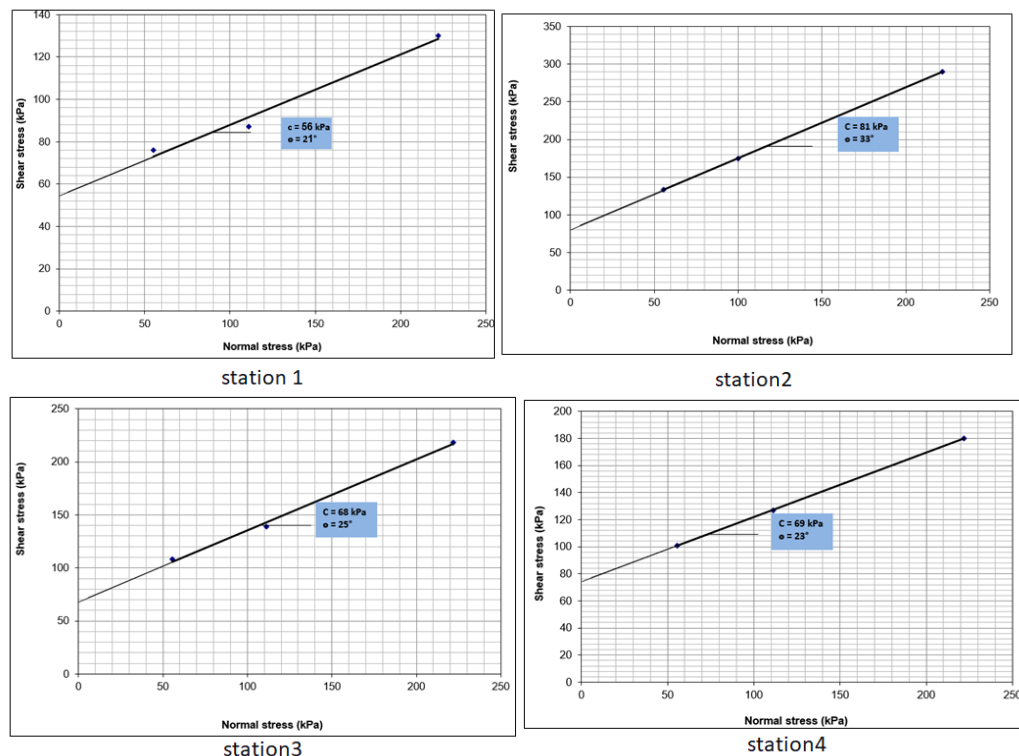 140
120
100
80
60
40
20
0
Shear stress (kPa)
c = 56 kPa
ɸ = 21°
0 50 100 150 200 250
Normal stress (kPa)
station 1
350
300
250
200
150
100
50
0
Shear stress (kPa)
C = 81 kPa
ɸ = 33°
0 50 100 150 200 250
Normal stress (kPa)
station2
250
200
150
100
50
0
Shear stress (kPa)
C = 68 kPa
ɸ = 25°
0 50 100 150 200 250
Normal stress (kPa)
station3
200
180
160
140
120
100
80
60
40
20
0
Shear stress (kPa)
C = 69 kPa
ɸ = 23°
0 50 100 150 200 250
Normal stress (kPa)
station4